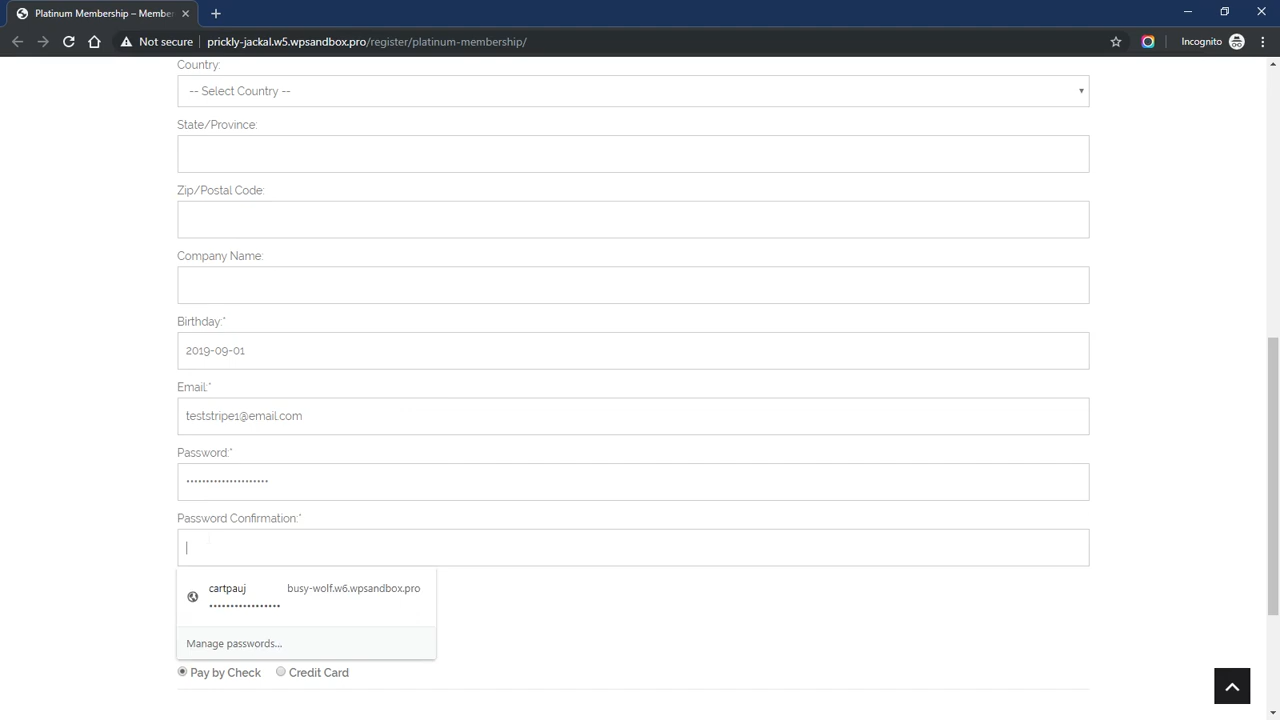 Platinum Membership – Membe
Not secure prickly-jackal.w5.wpsandbox.pro/register/platinum-membership/ Incognito
Country:
-- Select Country --
State/Province:
Zip/Postal Code:
Company Name:
Birthday:*
2019-09-01
Email:*
teststripe1@email.com
Password:*
•••••••••••••••••••••
Password Confirmation:*
cartpauj busy-wolf.w6.wpsandbox.pro
•••••••••••••••••
Manage passwords...
Pay by Check Credit Card